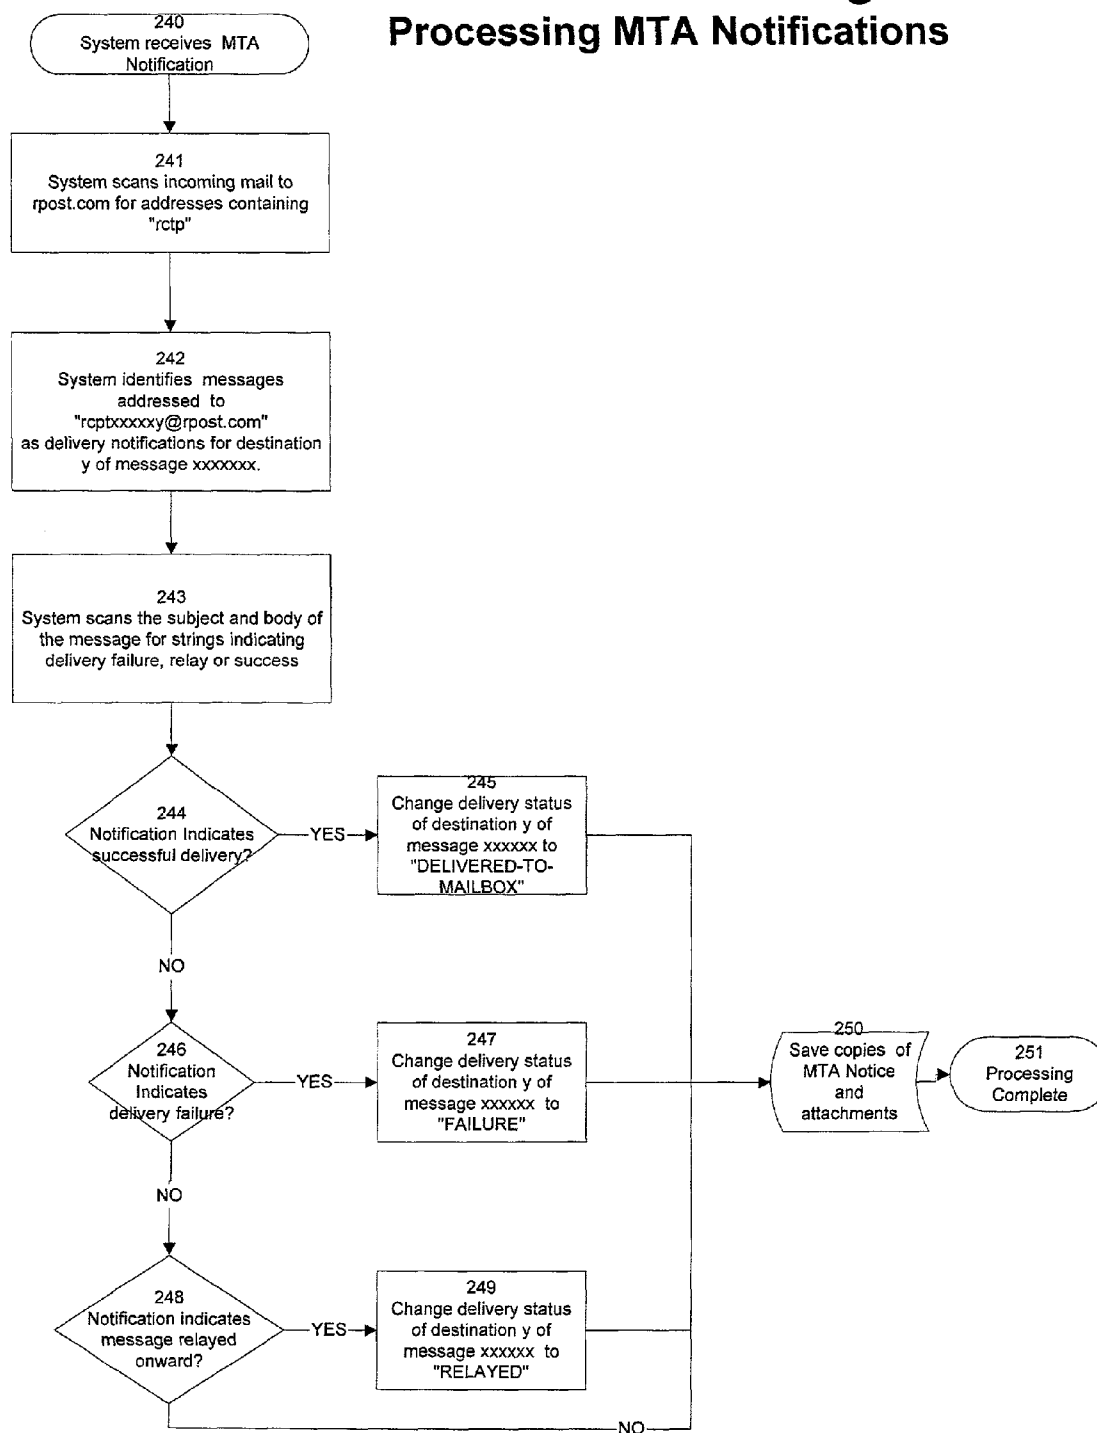 Processing MTA Notifications
240
System receives MTA
Notification
241
System scans incoming mail to
rpost.com for addresses containing
"rctp"
242
System identifies messages
addressed to
"rcptxxxxxy@rpost.com"
as delivery notifications for destination
y of message xxxxxxx.
243
System scans the subject and body of
the message for strings indicating
delivery failure, relay or success
244
Notification Indicates
successful delivery?
YES
245
Change delivery status
of destination y of
message xxxxxx to
"DELIVERED-TO-
MAILBOX"
NO
246
Notification
Indicates
delivery failure?
YES
247
Change delivery status
of destination y of
message xxxxxx to
"FAILURE"
250
Save copies of
MTA Notice
and
attachments
251
Processing
Complete
NO
248
Notification indicates
message relayed
onward?
YES
249
Change delivery status
of destination y of
message xxxxxx to
"RELAYED"
NO